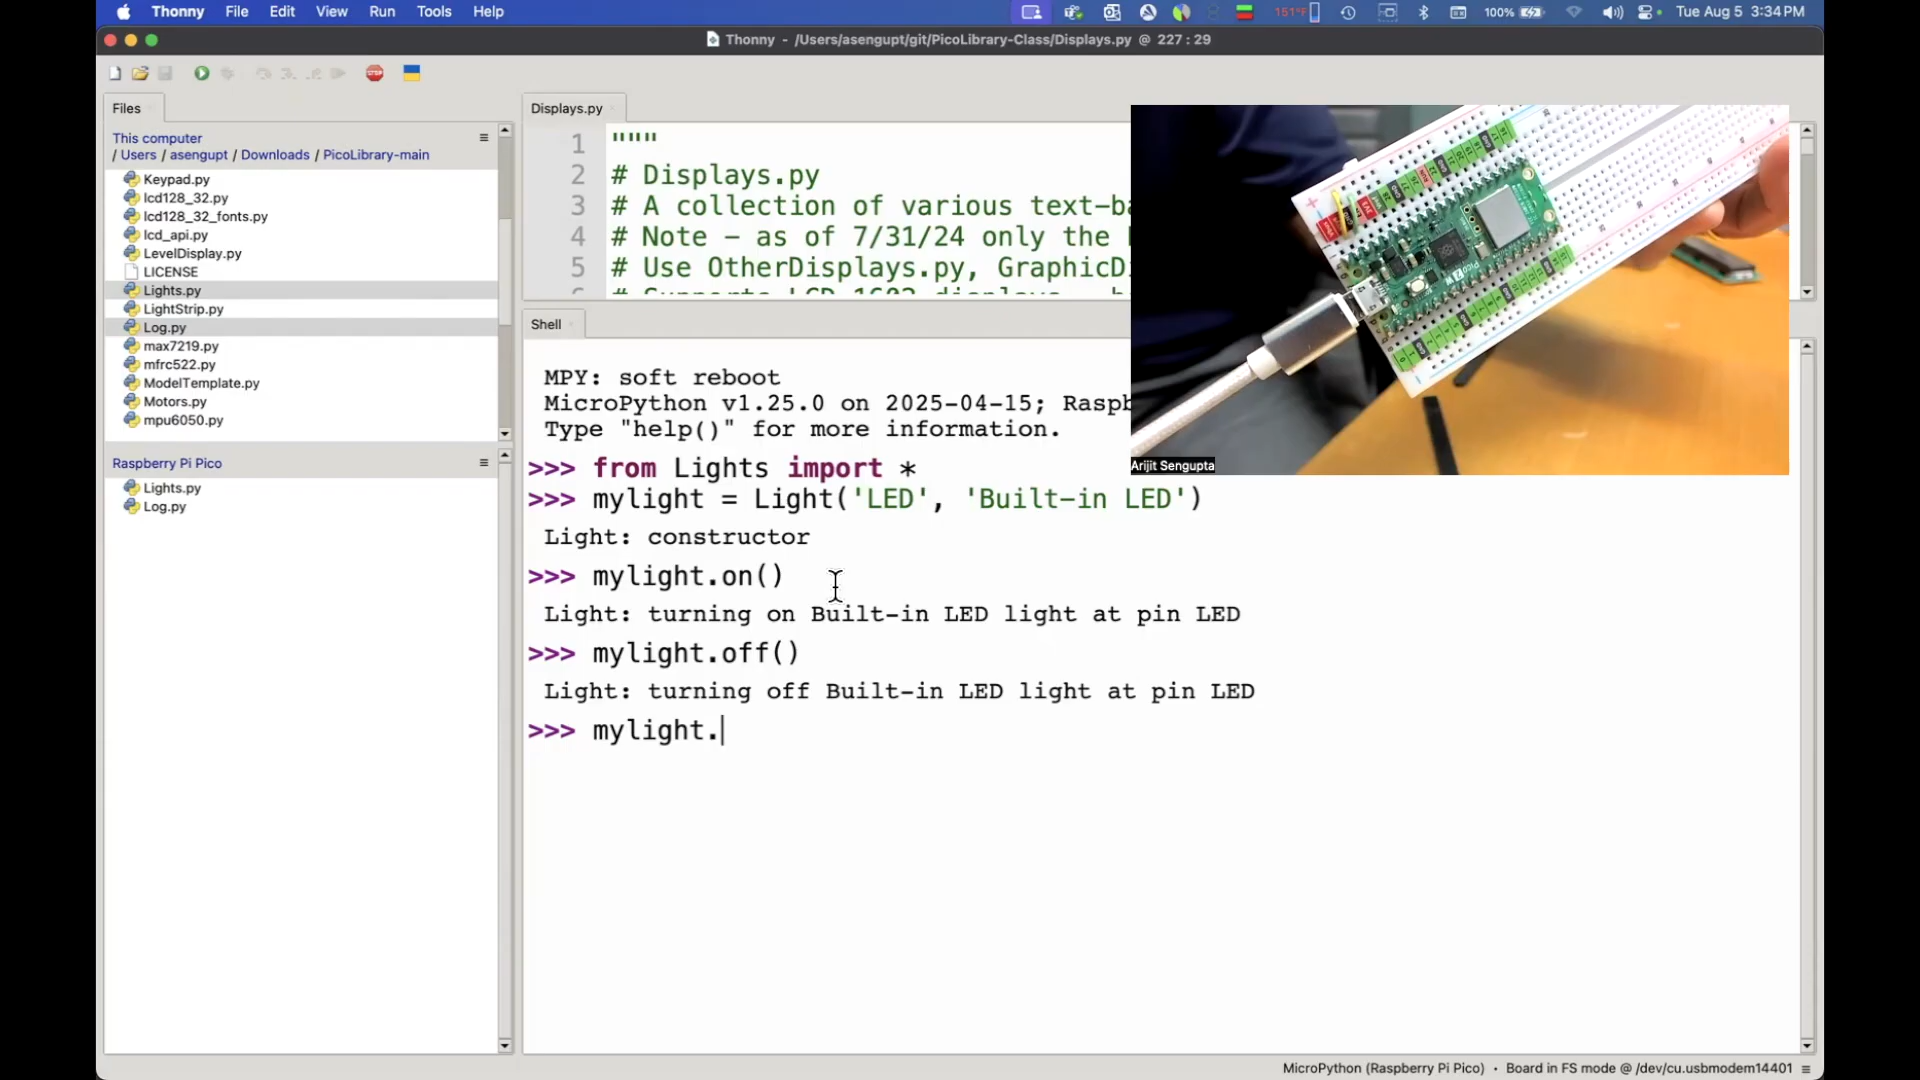 Thonny File Edit View Run Tools Help
151°F 100% Tue Aug 5 3:34 PM
Thonny - /Users/asengupt/git/PicoLibrary-Class/Displays.py @ 227 : 29
Files
This computer
/ Users / asengupt / Downloads / PicoLibrary-main
Keypad.py
lcd128_32.py
lcd128_32_fonts.py
lcd_api.py
LevelDisplay.py
LICENSE
Lights.py
LightStrip.py
Log.py
max7219.py
mfrc522.py
ModelTemplate.py
Motors.py
mpu6050.py
Raspberry Pi Pico
Lights.py
Log.py
Displays.py
1 """"
2 # Displays.py
3 # A collection of various text-ba
4 # Note - as of 7/31/24 only the
5 # Use OtherDisplays.py, GraphicDi
Shell
MPY: soft reboot
MicroPython v1.25.0 on 2025-04-15; Raspb
Type "help()" for more information.
>>> from Lights import *
>>> mylight = Light('LED', 'Built-in LED')
Light: constructor
>>> mylight.on()
Light: turning on Built-in LED light at pin LED
>>> mylight.off()
Light: turning off Built-in LED light at pin LED
>>> mylight.
Arijit Sengupta
MicroPython (Raspberry Pi Pico) • Board in FS mode @ /dev/cu.usbmodem14401